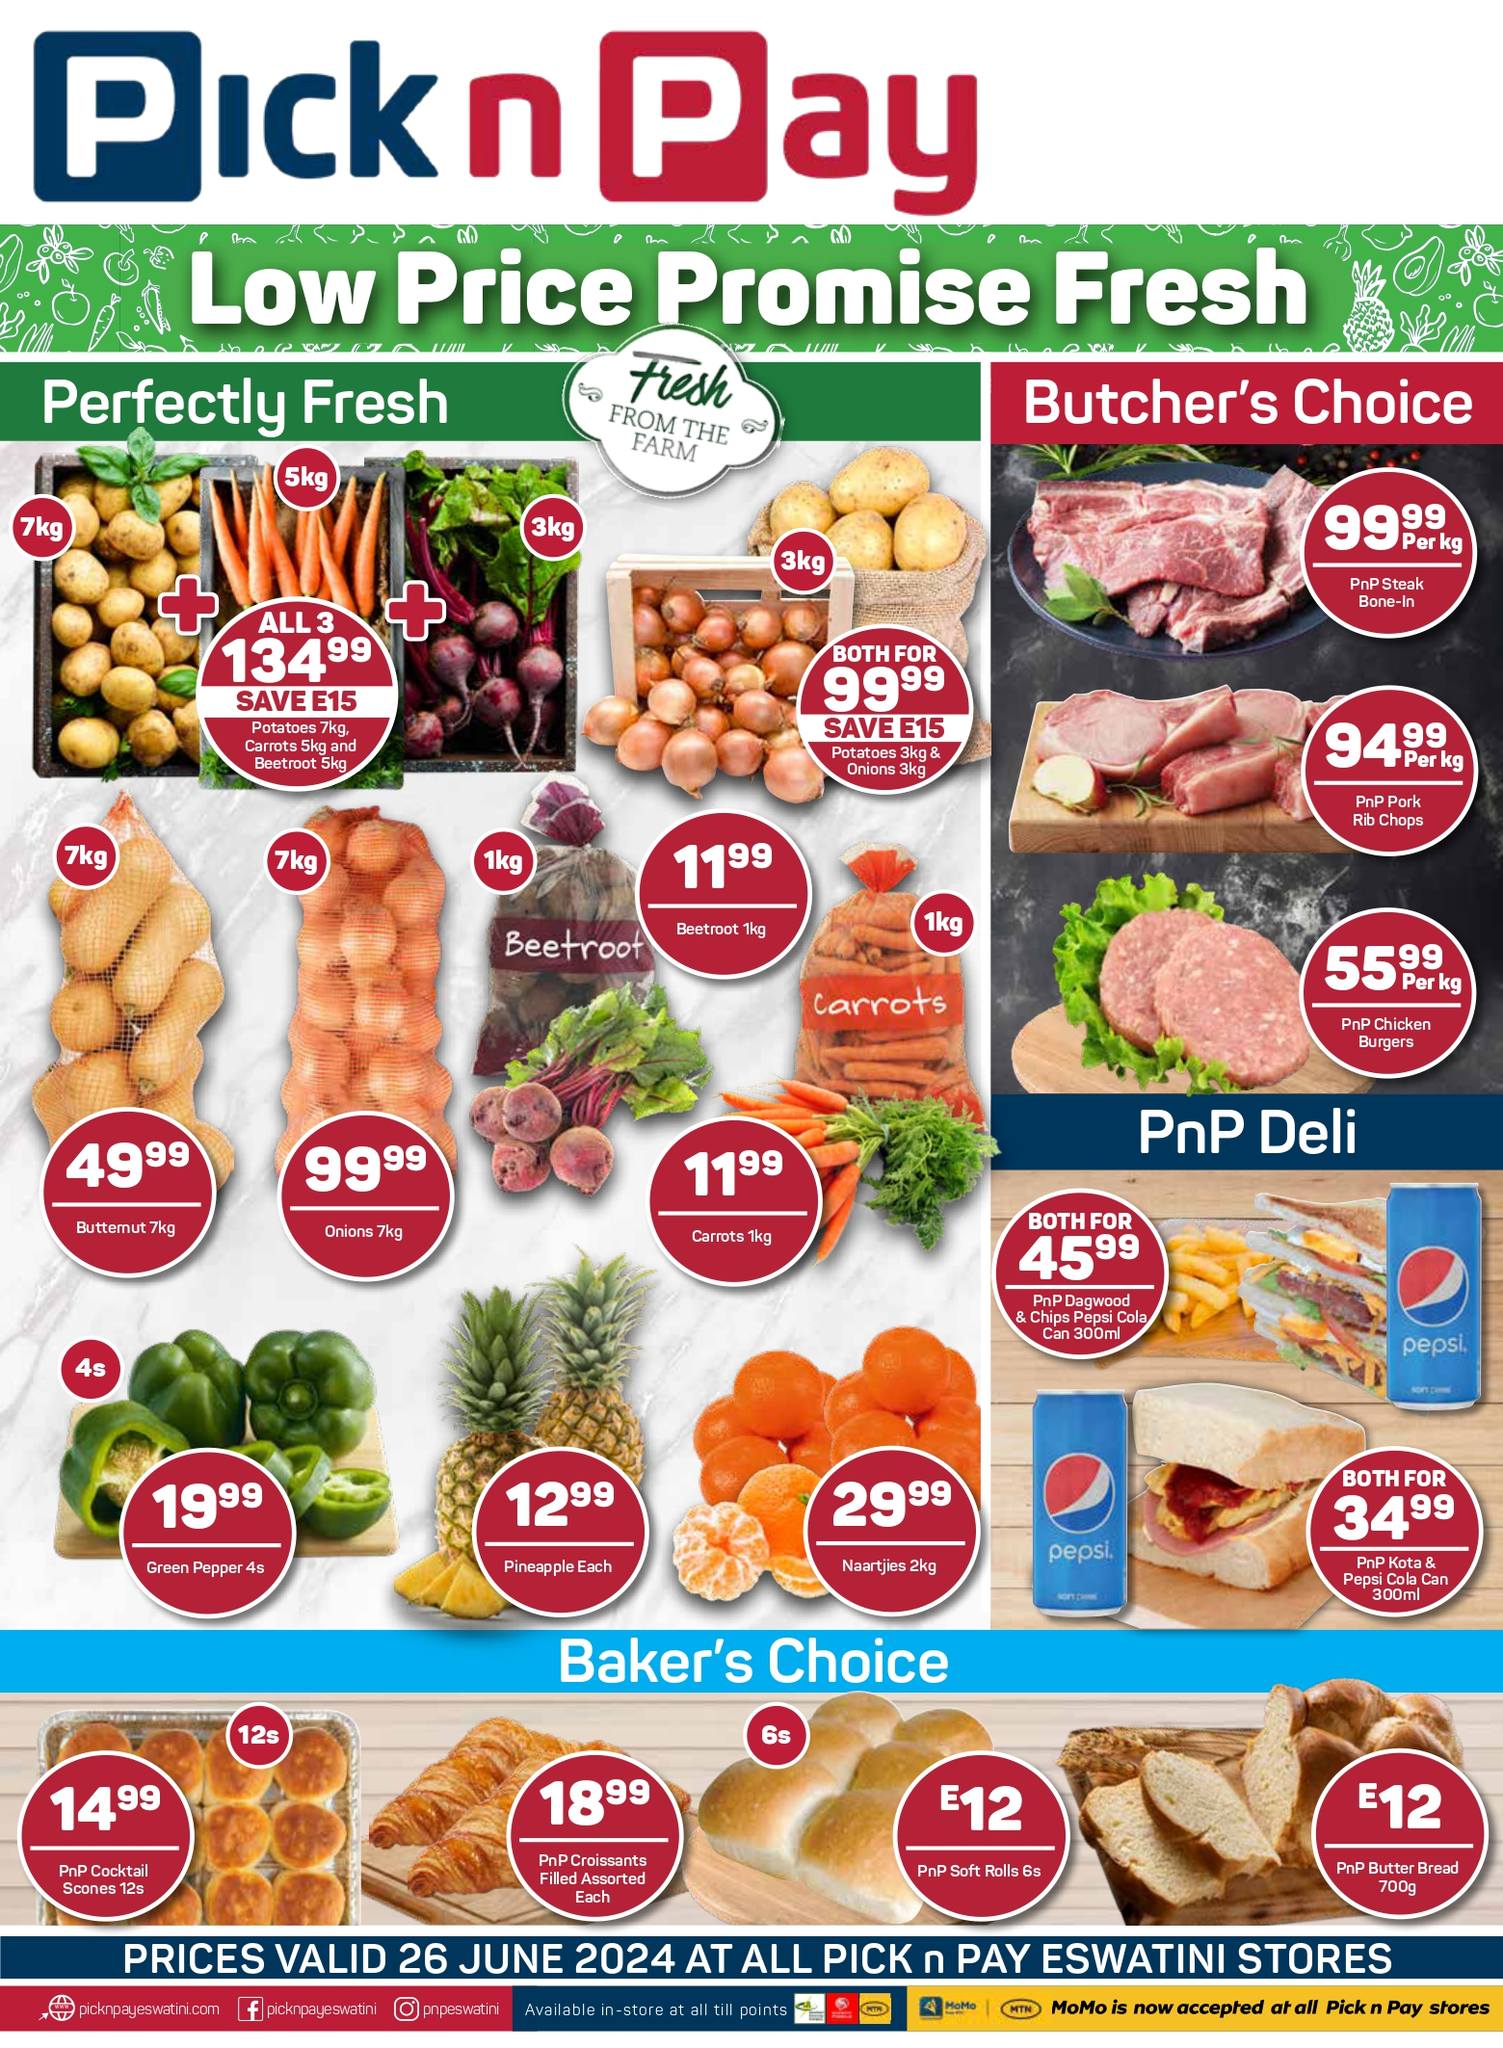 Pick n Pay
Low Price Promise Fresh
Perfectly Fresh
Fresh
FROM THE
FARM
7kg
5kg
3kg
ALL 3
134 99
SAVE E15
Potatoes 7kg,
Carrots 5kg and
Beetroot 5kg
3kg
BOTH FOR
99 99
SAVE E15
Potatoes 3kg &
Onions 3kg
7kg
49 99
Butternut 7kg
7kg
99 99
Onions 7kg
1kg
Beetroot
11 99
Beetroot 1kg
1kg
Carrots
11 99
Carrots 1kg
4s
19 99
Green Pepper 4s
12 99
Pineapple Each
29 99
Naartjies 2kg
Butcher's Choice
99 99 Per kg
PnP Steak
Bone-In
94 99 Per kg
PnP Pork
Rib Chops
55 99 Per kg
PnP Chicken
Burgers
PnP Deli
BOTH FOR
45 99
PnP Dagwood
& Chips Pepsi Cola
Can 300ml
pepsi.
SOFT DRINK
pepsi.
SOFT DRINK
BOTH FOR
34 99
PnP Kota &
Pepsi Cola Can
300ml
Baker's Choice
12s
14 99
PnP Cocktail
Scones 12s
18 99
PnP Croissants
Filled Assorted
Each
6s
E12
PnP Soft Rolls 6s
E12
PnP Butter Bread
700g
PRICES VALID 26 JUNE 2024 AT ALL PICK n PAY ESWATINI STORES
picknpayeswatini.com
picknpayeswatini
pnpeswatini
Available in-store at all till points
MTN
MoMo
MTN
MoMo is now accepted at all Pick n Pay stores